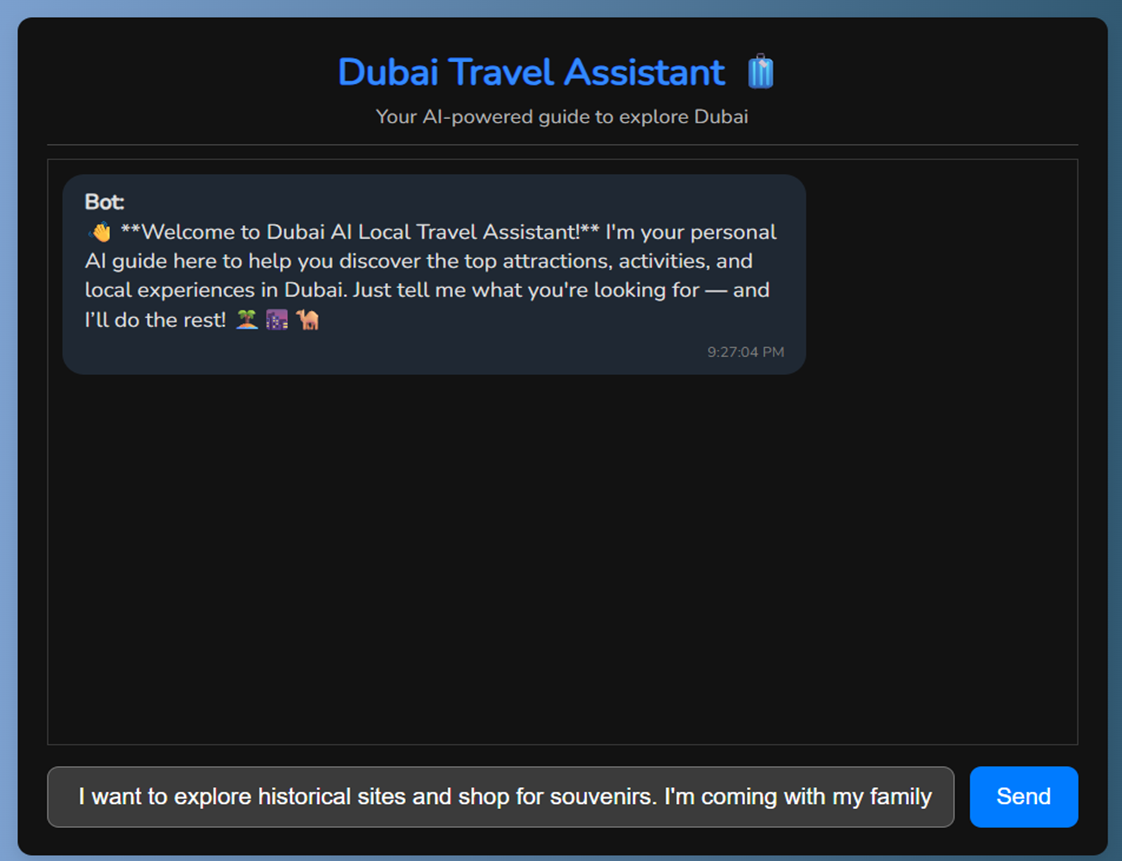 Dubai Travel Assistant 🧳
Your AI-powered guide to explore Dubai
Bot:
👋 **Welcome to Dubai AI Local Travel Assistant!** I'm your personal
AI guide here to help you discover the top attractions, activities, and
local experiences in Dubai. Just tell me what you're looking for — and
I’ll do the rest! 🏝️ 🌆 🐪
9:27:04 PM
I want to explore historical sites and shop for souvenirs. I'm coming with my family
Send